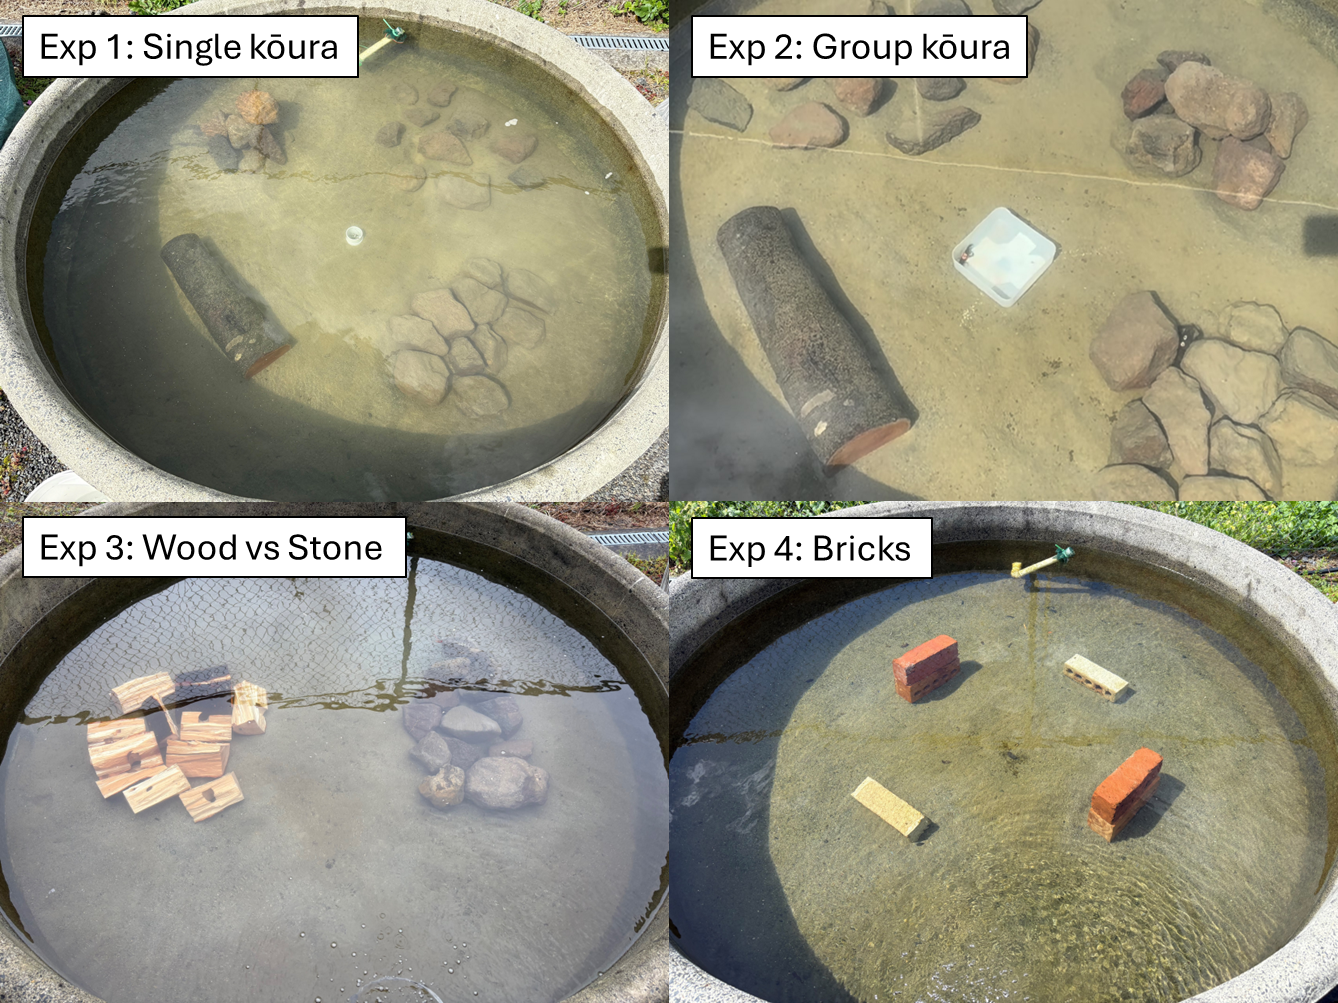 Exp 1: Single kōura
Exp 2: Group kōura
Exp 3: Wood vs Stone
Exp 4: Bricks